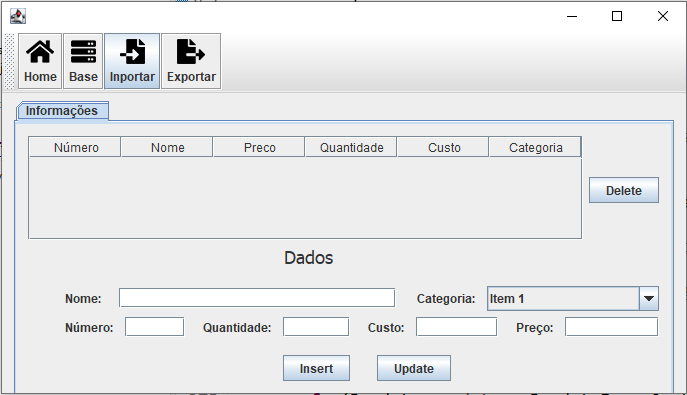 Home Base Inportar Exportar
Informações
Número Nome Preco Quantidade Custo Categoria
Delete
Dados
Nome: Categoria: Item 1
Número: Quantidade: Custo: Preço:
Insert Update